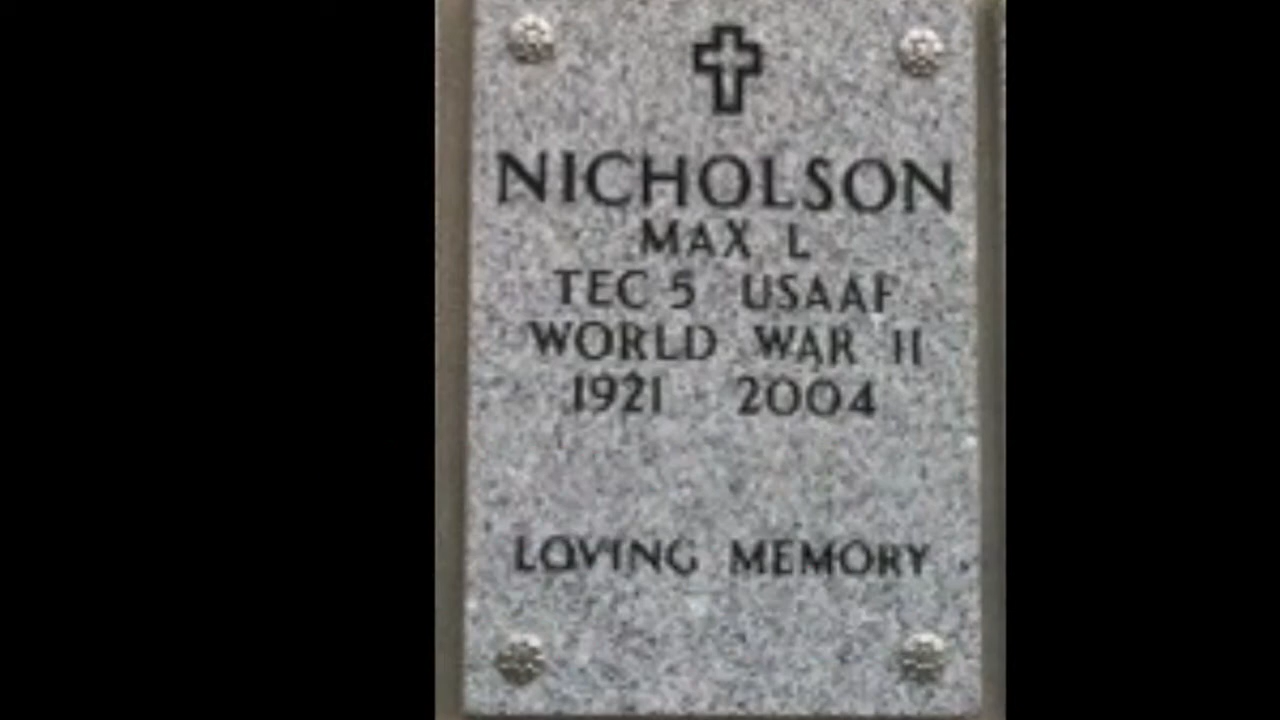 NICHOLSON
MAX L
TEC 5 USAAF
WORLD WAR II
1921 2004
LOVING MEMORY